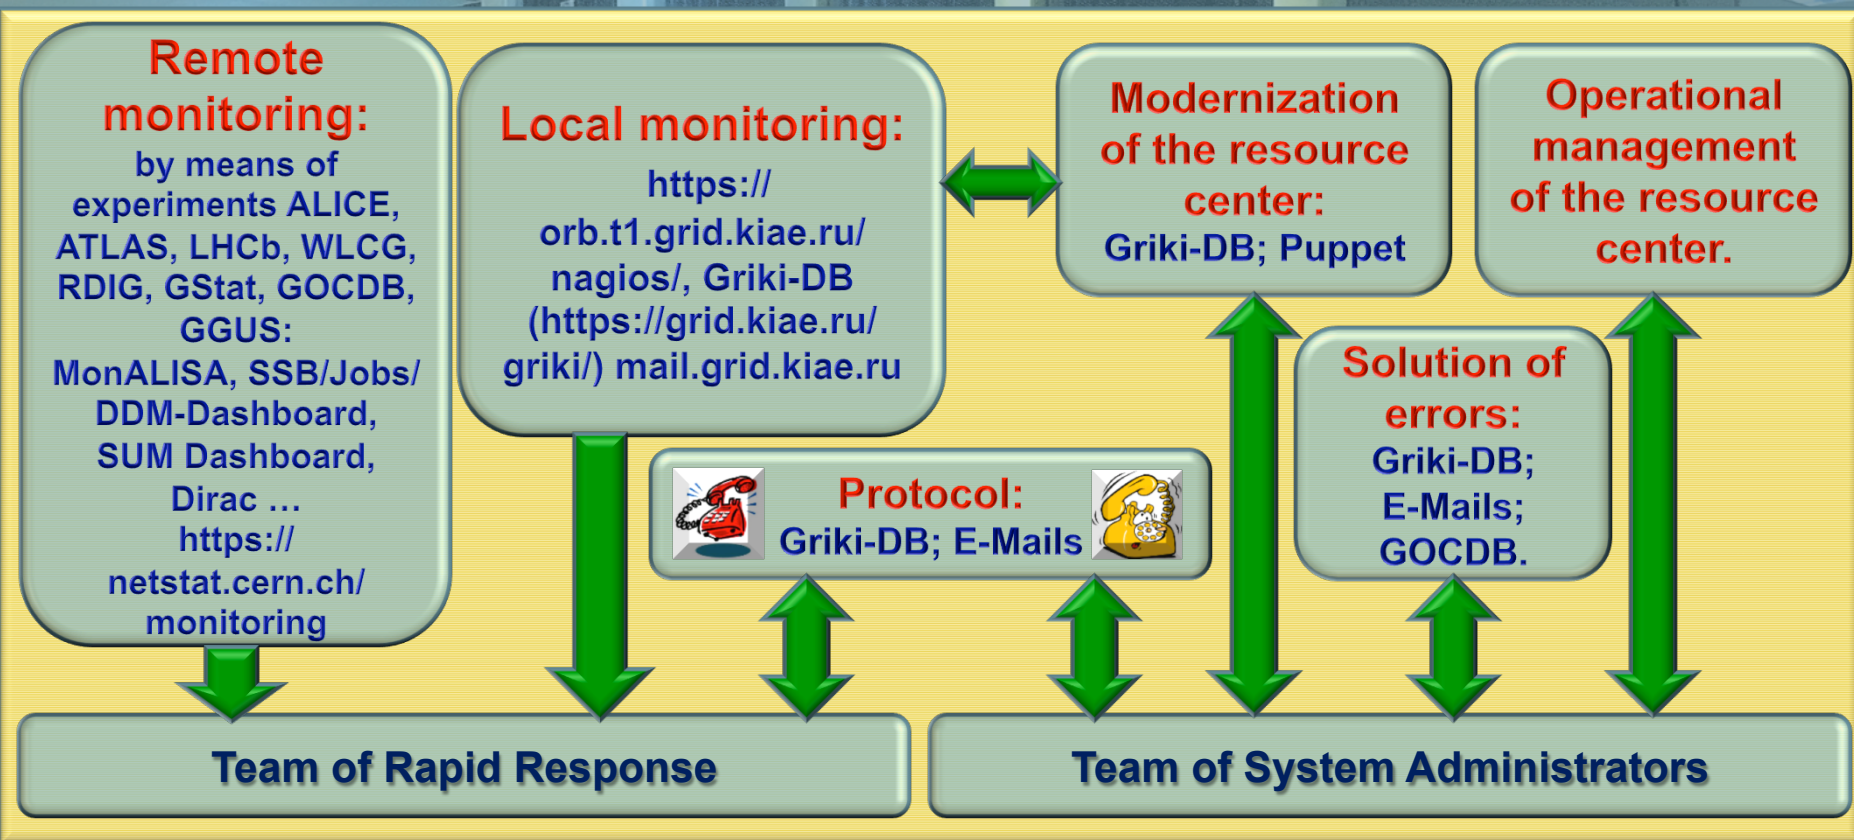 Remote
monitoring:
by means of
experiments ALICE,
ATLAS, LHCb, WLCG,
RDIG, GStat, GOCDB,
GGUS:
MonALISA, SSB/Jobs/
DDM-Dashboard,
SUM Dashboard,
Dirac ...
https://
netstat.cern.ch/
monitoring
Local monitoring:
https://
orb.t1.grid.kiae.ru/
nagios/, Griki-DB
(https://grid.kiae.ru/
griki/) mail.grid.kiae.ru
Modernization
of the resource
center:
Griki-DB; Puppet
Operational
management
of the resource
center.
Solution of
errors:
Griki-DB;
E-Mails;
GOCDB.
Protocol:
Griki-DB; E-Mails
Team of Rapid Response
Team of System Administrators